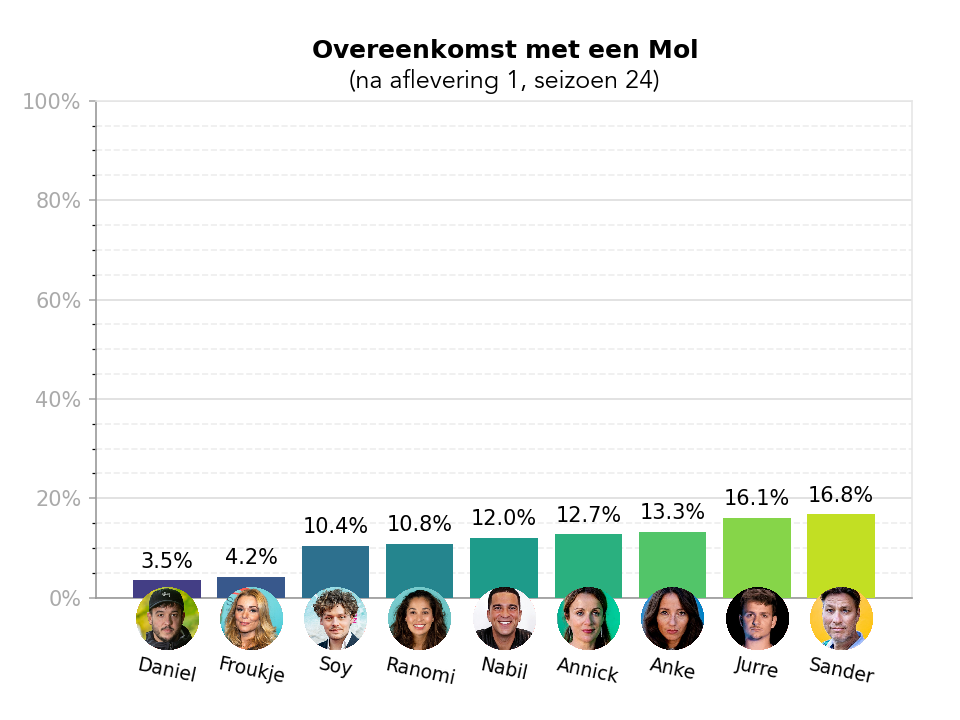 Overeenkomst met een Mol
(na aflevering 1, seizoen 24)
100%
80%
60%
40%
20%
0%
3.5%
4.2%
10.4%
10.8%
12.0%
12.7%
13.3%
16.1%
16.8%
Daniel
Froukje
Soy
Ranomi
Nabil
Annick
Anke
Jurre
Sander